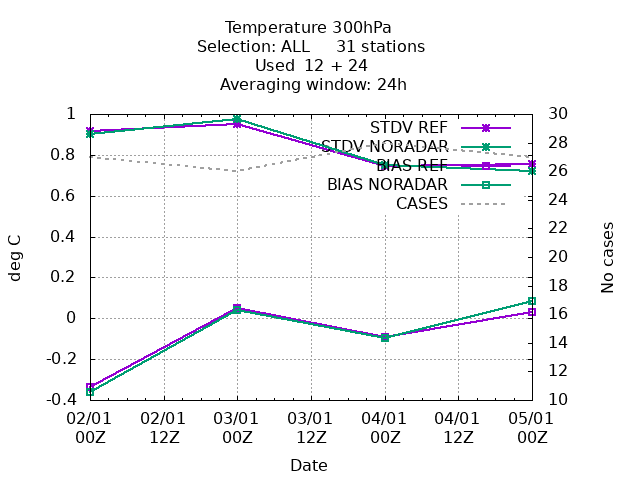 Temperature 300hPa
Selection: ALL 31 stations
Used 12 + 24
Averaging window: 24h
1
0.8
0.6
0.4
0.2
0
-0.2
-0.4
deg C
30
28
26
24
22
20
18
16
14
12
10
No cases
STDV REF
STDV NORADAR
BIAS REF
BIAS NORADAR
CASES
02/01 02/01 03/01 03/01 04/01 04/01 05/01
00Z 12Z 00Z 12Z 00Z 12Z 00Z
Date